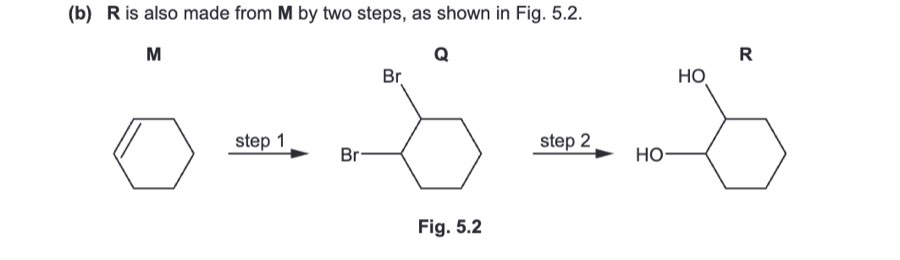 (b) R is also made from M by two steps, as shown in Fig. 5.2.
M
Q
R
Br
HO
step 1
Br
step 2
HO
Fig. 5.2